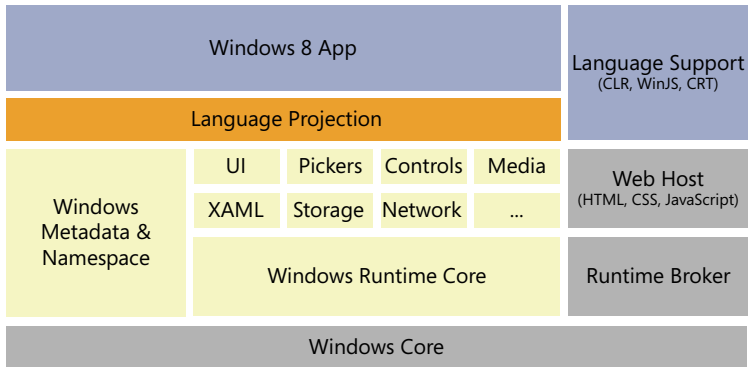 Windows 8 App
Language Support
(CLR, WinJS, CRT)
Language Projection
Windows
Metadata &
Namespace
UI
Pickers
Controls
Media
XAML
Storage
Network
...
Web Host
(HTML, CSS, JavaScript)
Windows Runtime Core
Runtime Broker
Windows Core